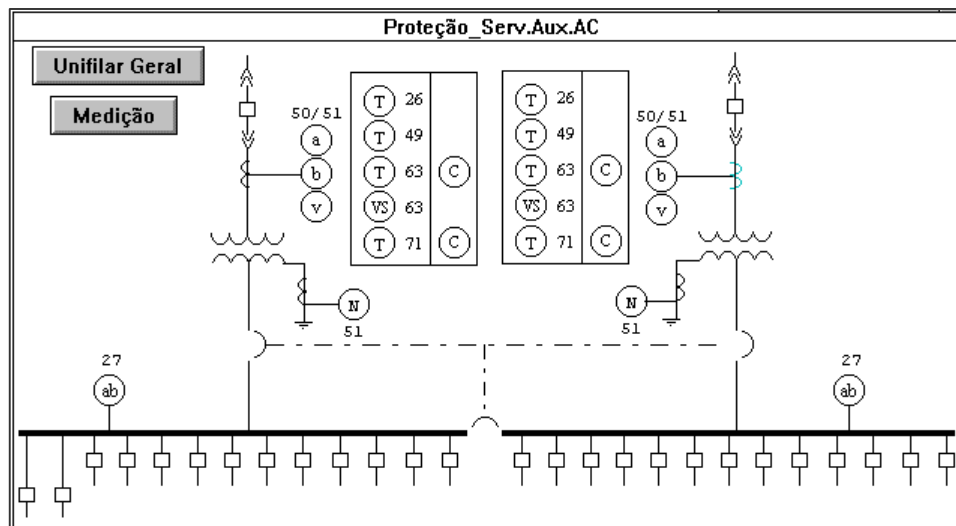 Proteção_Serv.Aux.AC
Unifilar Geral
Medição
50/51
a
b
v
T 26
T 49
T 63 C
VS 63
T 71 C
T 26
T 49
T 63 C
VS 63
T 71 C
50/51
a
b
v
N
51
N
51
27
ab
27
ab